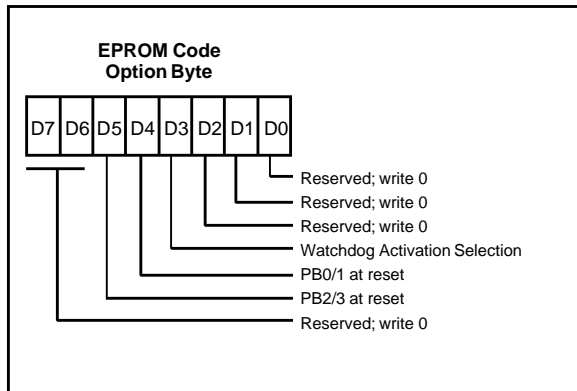 EPROM Code
Option Byte
D7 D6 D5 D4 D3 D2 D1 D0
Reserved; write 0
Reserved; write 0
Reserved; write 0
Watchdog Activation Selection
PB0/1 at reset
PB2/3 at reset
Reserved; write 0